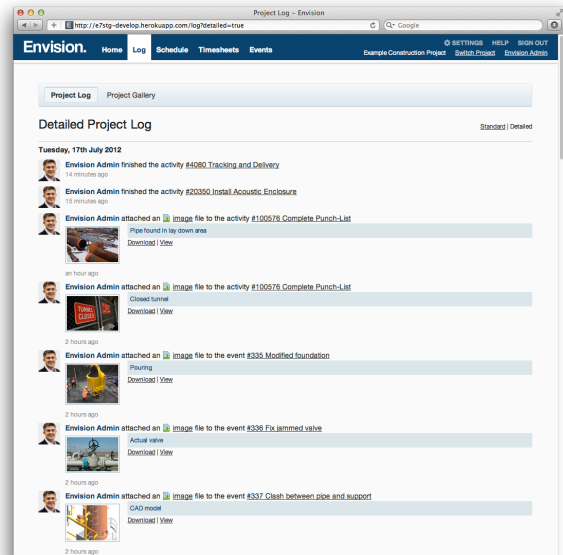 Project Log – Envision
http://e7stg-develop.herokuapp.com/log?detailed=true
Google
Envision.
Home Log Schedule Timesheets Events
SETTINGS HELP SIGN OUT
Example Construction Project Switch Project Envision Admin
Project Log Project Gallery
Detailed Project Log
Standard | Detailed
Tuesday, 17th July 2012
Envision Admin finished the activity #4080 Tracking and Delivery
14 minutes ago
Envision Admin finished the activity #20350 Install Acoustic Enclosure
15 minutes ago
Envision Admin attached an image file to the activity #100576 Complete Punch-List
Pipe found in lay down area
Download | View
an hour ago
Envision Admin attached an image file to the activity #100576 Complete Punch-List
Closed tunnel
TUNNEL
CLOSED
Download | View
2 hours ago
Envision Admin attached an image file to the event #335 Modified foundation
Pouring
Download | View
2 hours ago
Envision Admin attached an image file to the event #336 Fix jammed valve
Actual valve
Download | View
2 hours ago
Envision Admin attached an image file to the event #337 Clash between pipe and support
CAD model
Download | View
2 hours ago